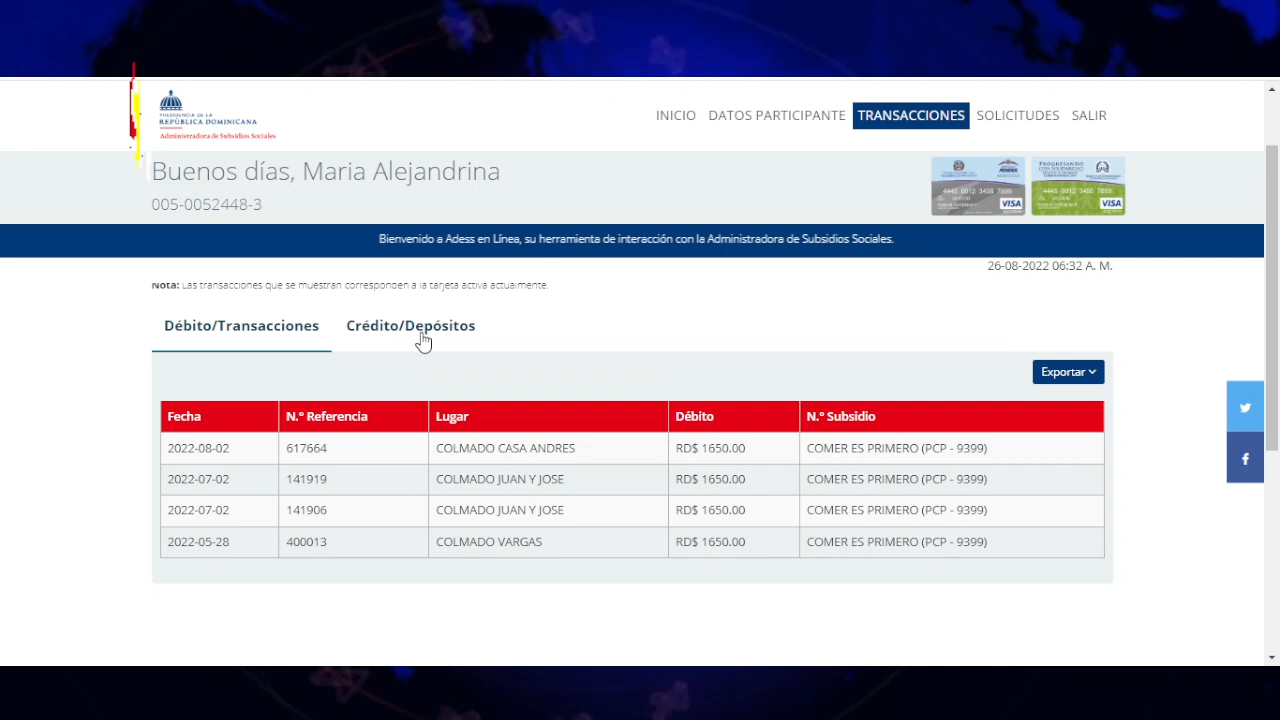 PRESIDENCIA DE LA
REPÚBLICA DOMINICANA
Administradora de Subsidios Sociales
INICIO DATOS PARTICIPANTE TRANSACCIONES SOLICITUDES SALIR
Buenos días, Maria Alejandrina
005-0052448-3
PROGRESANDO
CON SOLIDARIDAD
VISA
VISA
Bienvenido a Adess en Línea, su herramienta de interacción con la Administradora de Subsidios Sociales.
26-08-2022 06:32 A. M.
Nota: Las transacciones que se muestran corresponden a la tarjeta activa actualmente.
Débito/Transacciones Crédito/Depósitos
Exportar
Fecha N.º Referencia Lugar Débito N.º Subsidio
2022-08-02 617664 COLMADO CASA ANDRES RD$ 1650.00 COMER ES PRIMERO (PCP - 9399)
2022-07-02 141919 COLMADO JUAN Y JOSE RD$ 1650.00 COMER ES PRIMERO (PCP - 9399)
2022-07-02 141906 COLMADO JUAN Y JOSE RD$ 1650.00 COMER ES PRIMERO (PCP - 9399)
2022-05-28 400013 COLMADO VARGAS RD$ 1650.00 COMER ES PRIMERO (PCP - 9399)